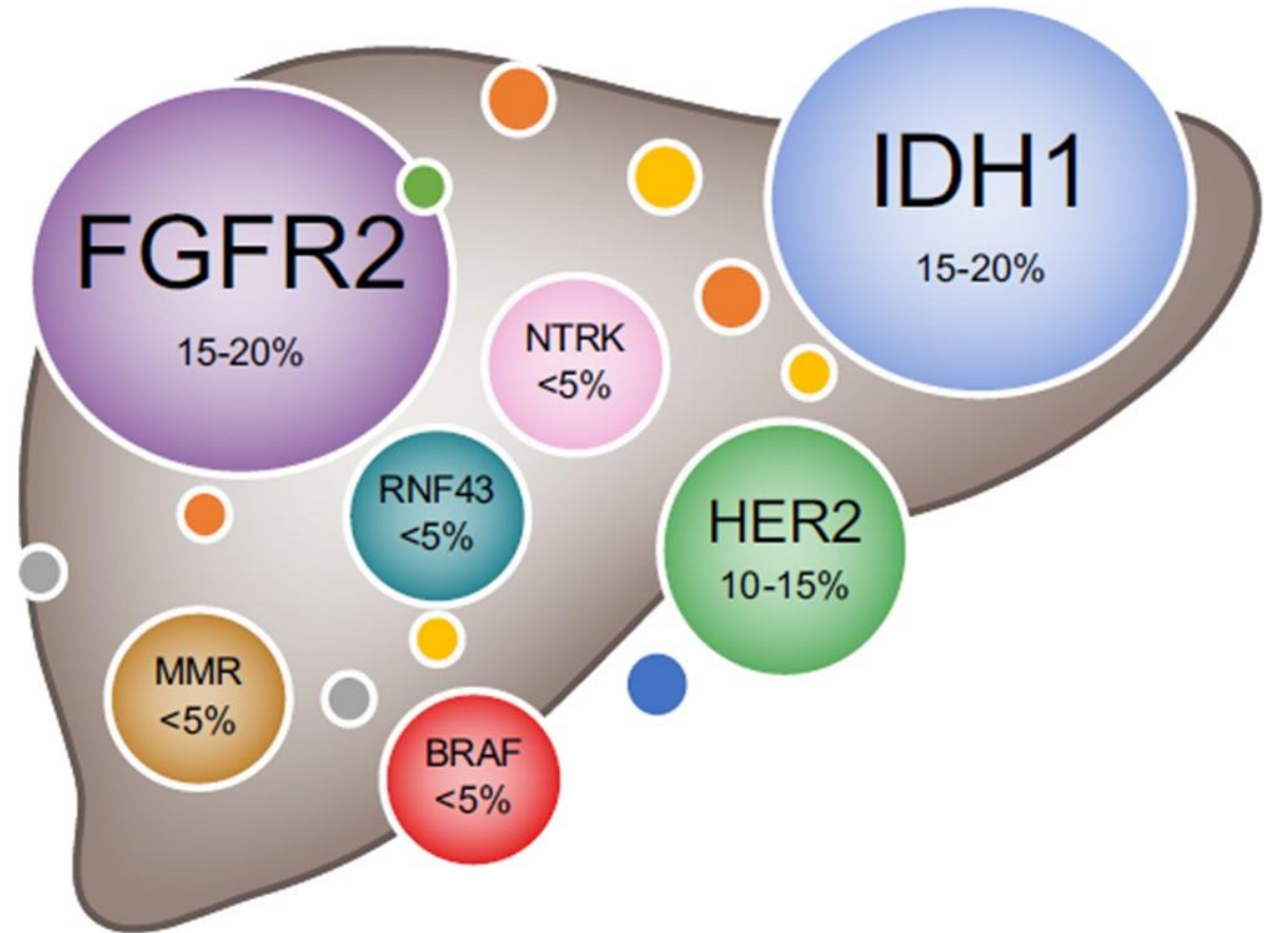 FGFR2
15-20%
IDH1
15-20%
NTRK
<5%
RNF43
<5%
HER2
10-15%
MMR
<5%
BRAF
<5%